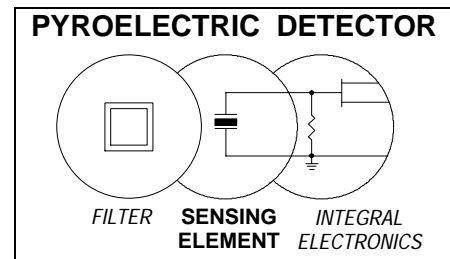 PYROELECTRIC DETECTOR
FILTER
SENSING
ELEMENT
INTEGRAL
ELECTRONICS